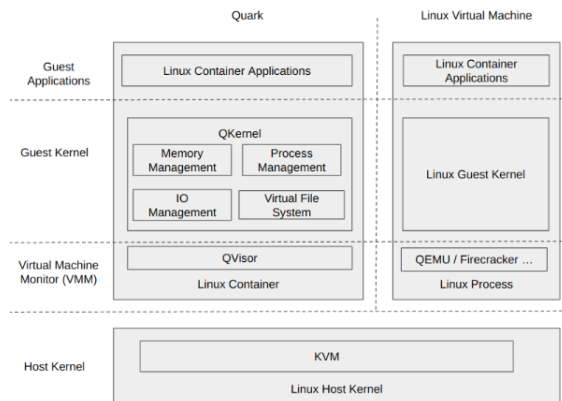 Quark
Linux Virtual Machine
Guest
Applications
Linux Container Applications
Linux Container
Applications
Guest Kernel
QKernel
Memory
Management
Process
Management
IO
Management
Virtual File
System
Linux Guest Kernel
Virtual Machine
Monitor (VMM)
QVisor
Linux Container
QEMU / Firecracker ...
Linux Process
Host Kernel
KVM
Linux Host Kernel